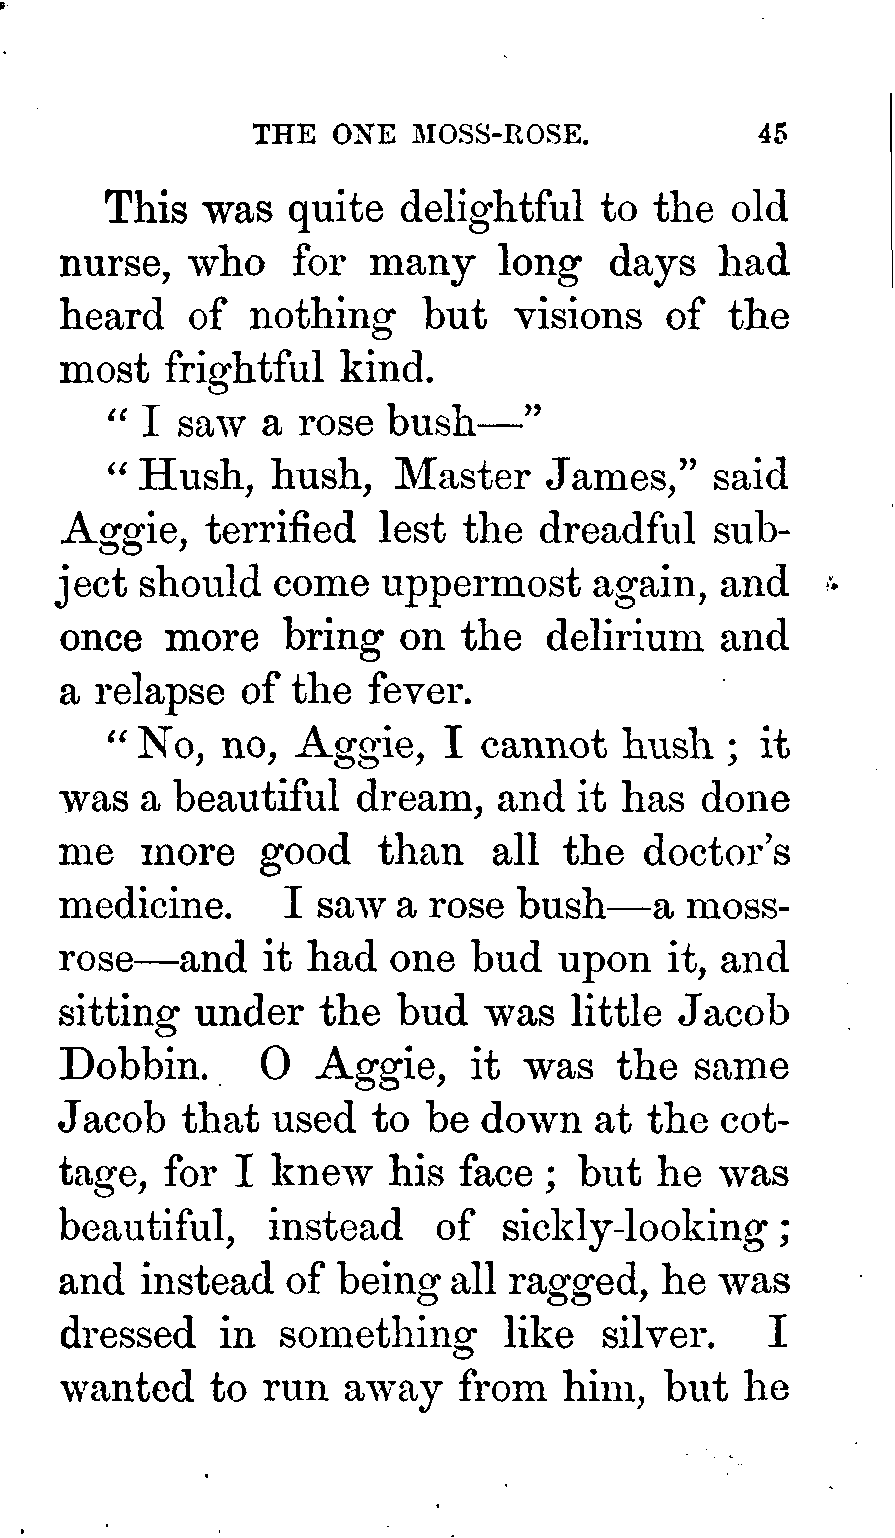 THE ONE MOSS-ROSE. 45
This was quite delightful to the old
nurse, who for many long days had
heard of nothing but visions of the
most frightful kind.
“ I saw a rose bush—”
“ Hush, hush, Master James,” said
Aggie, terrified lest the dreadful sub-
ject should come uppermost again, and
once more bring on the delirium and
a relapse of the fever.
“ No, no, Aggie, I cannot hush ; it
was a beautiful dream, and it has done
me more good than all the doctor’s
medicine. I saw a rose bush—a moss-
rose—and it had one bud upon it, and
sitting under the bud was little Jacob
Dobbin. O Aggie, it was the same
Jacob that used to be down at the cot-
tage, for I knew his face ; but he was
beautiful, instead of sickly-looking ;
and instead of being all ragged, he was
dressed in something like silver. I
wanted to run away from him, but he